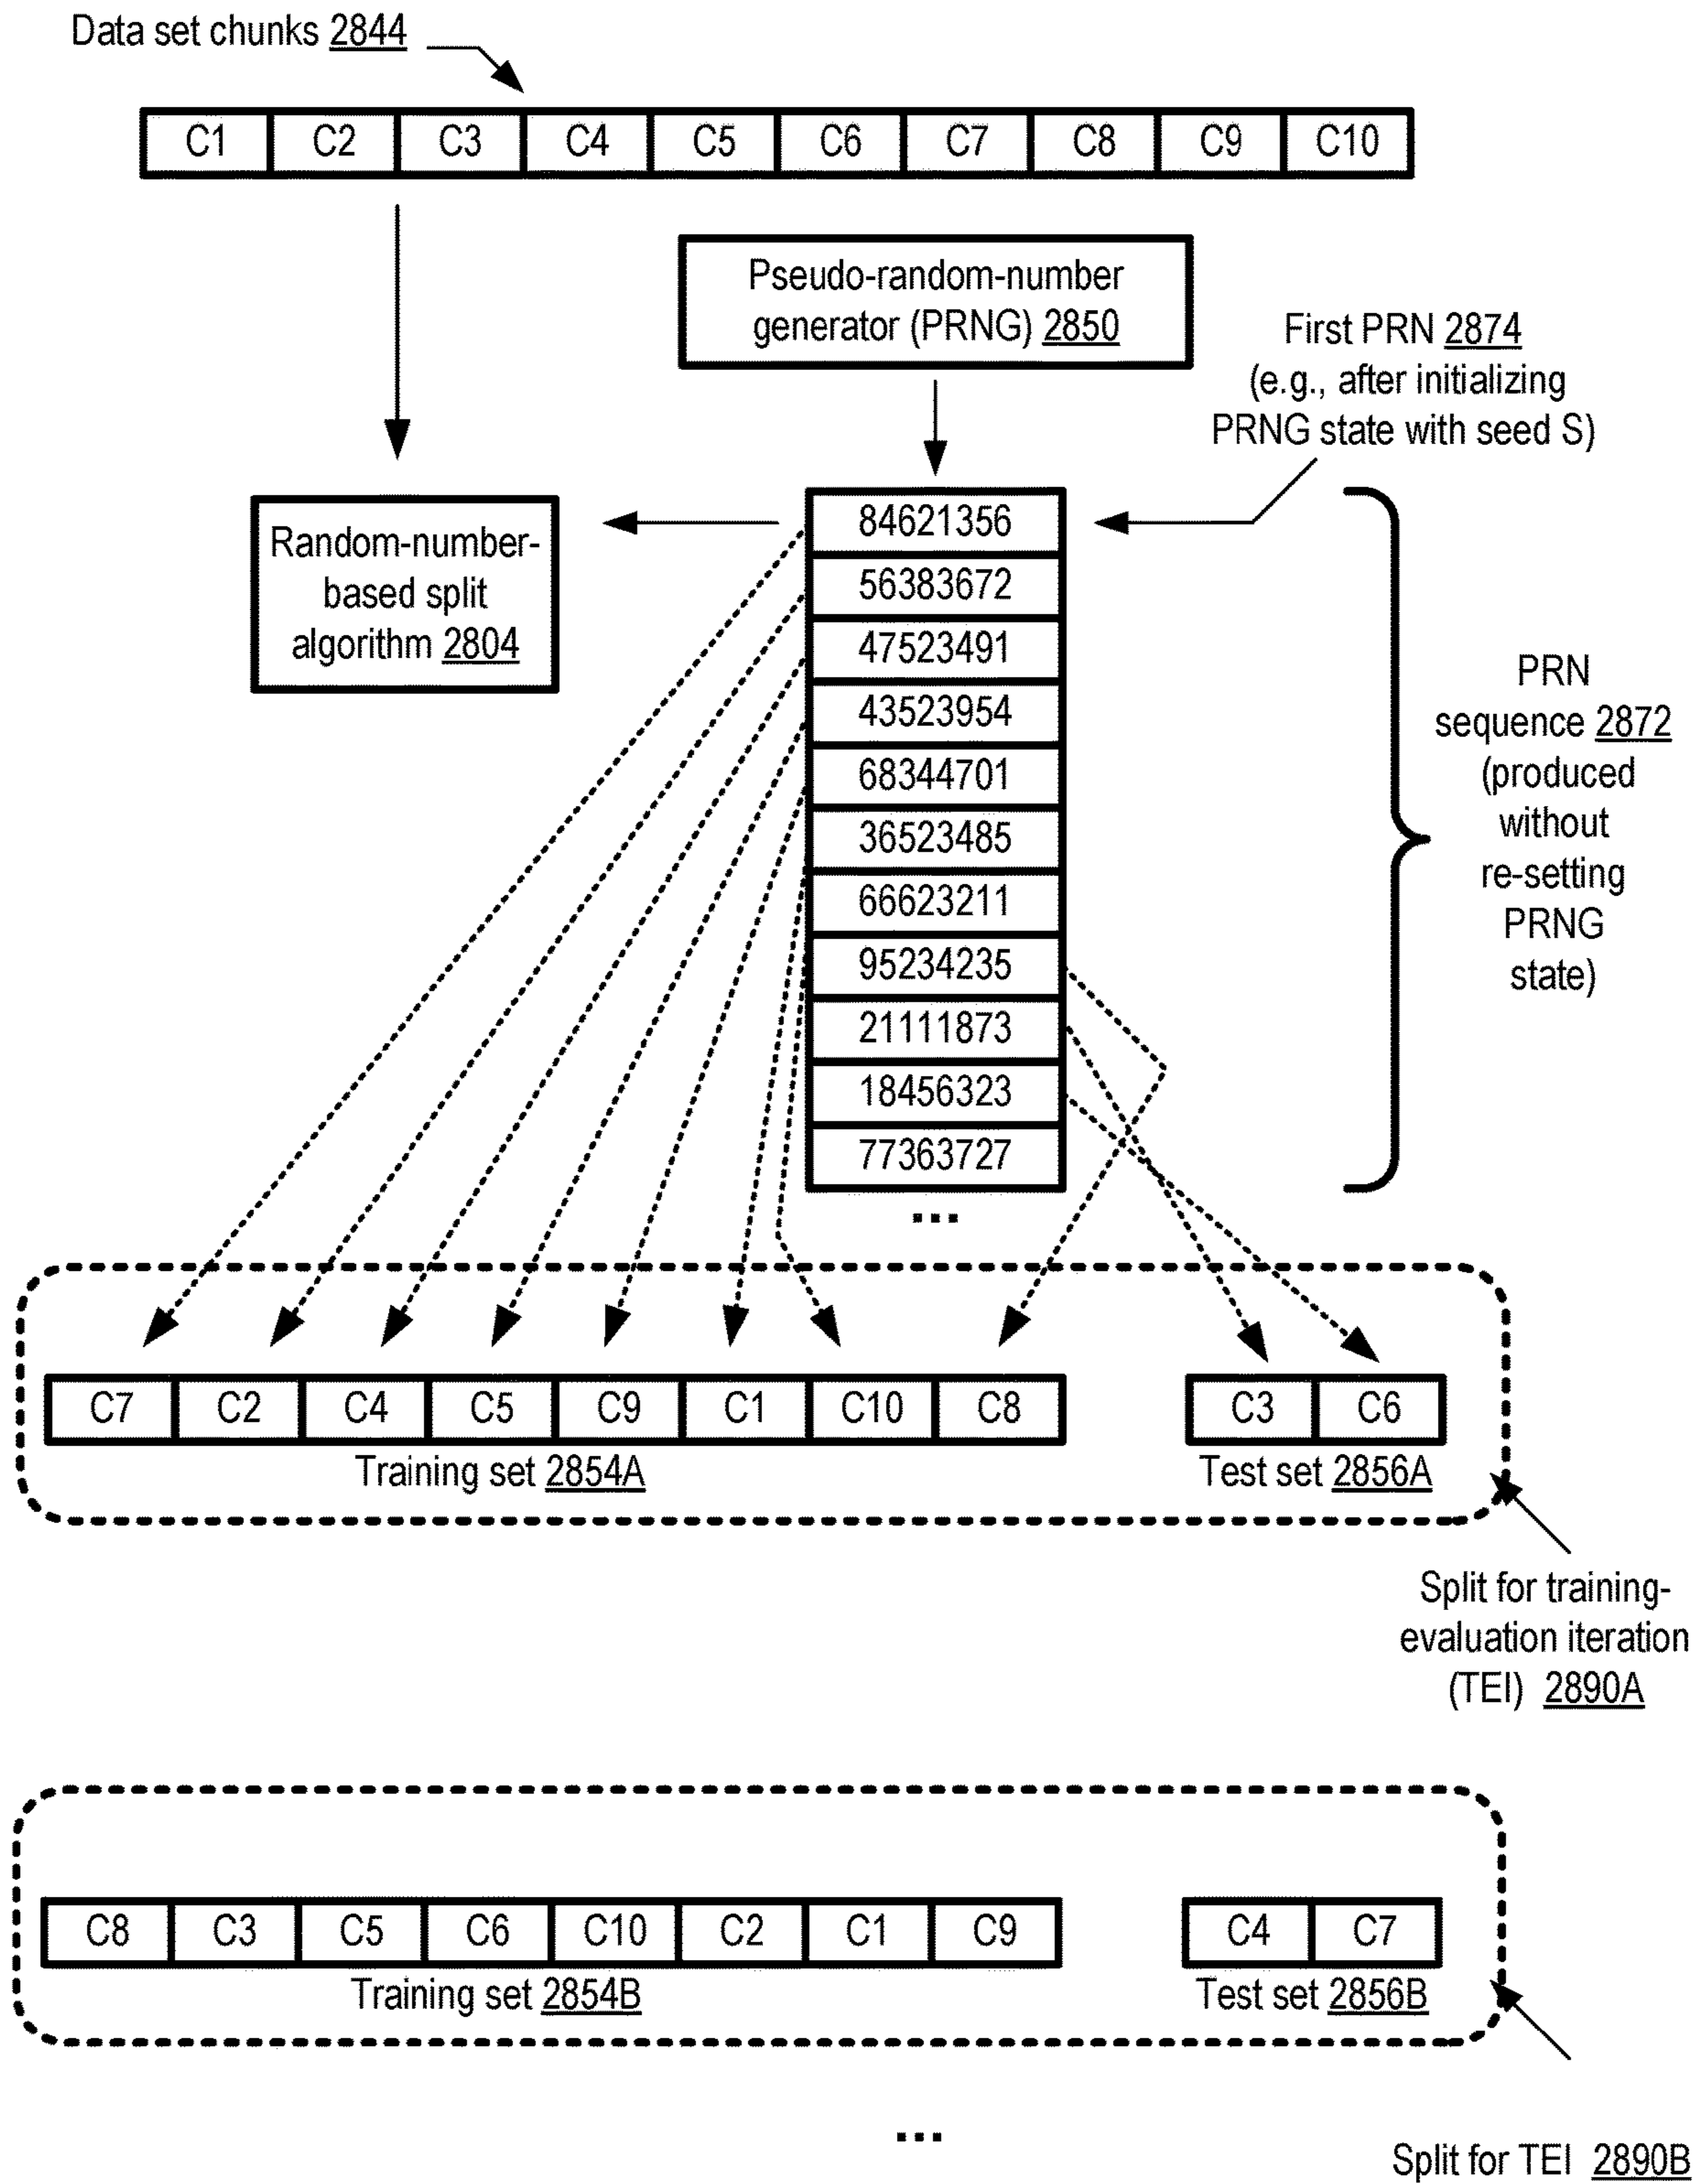 Data set chunks 2844
C1 C2 C3 C4 C5 C6 C7 C8 C9 C10
Pseudo-random-number
generator (PRNG) 2850
First PRN 2874
(e.g., after initializing
PRNG state with seed S)
Random-number-
based split
algorithm 2804
84621356
56383672
47523491
43523954
68344701
36523485
66623211
95234235
21111873
18456323
77363727
...
PRN
sequence 2872
(produced
without
re-setting
PRNG
state)
C7 C2 C4 C5 C9 C1 C10 C8
Training set 2854A
C3 C6
Test set 2856A
Split for training-
evaluation iteration
(TEI) 2890A
C8 C3 C5 C6 C10 C2 C1 C9
Training set 2854B
C4 C7
Test set 2856B
...
Split for TEI 2890B